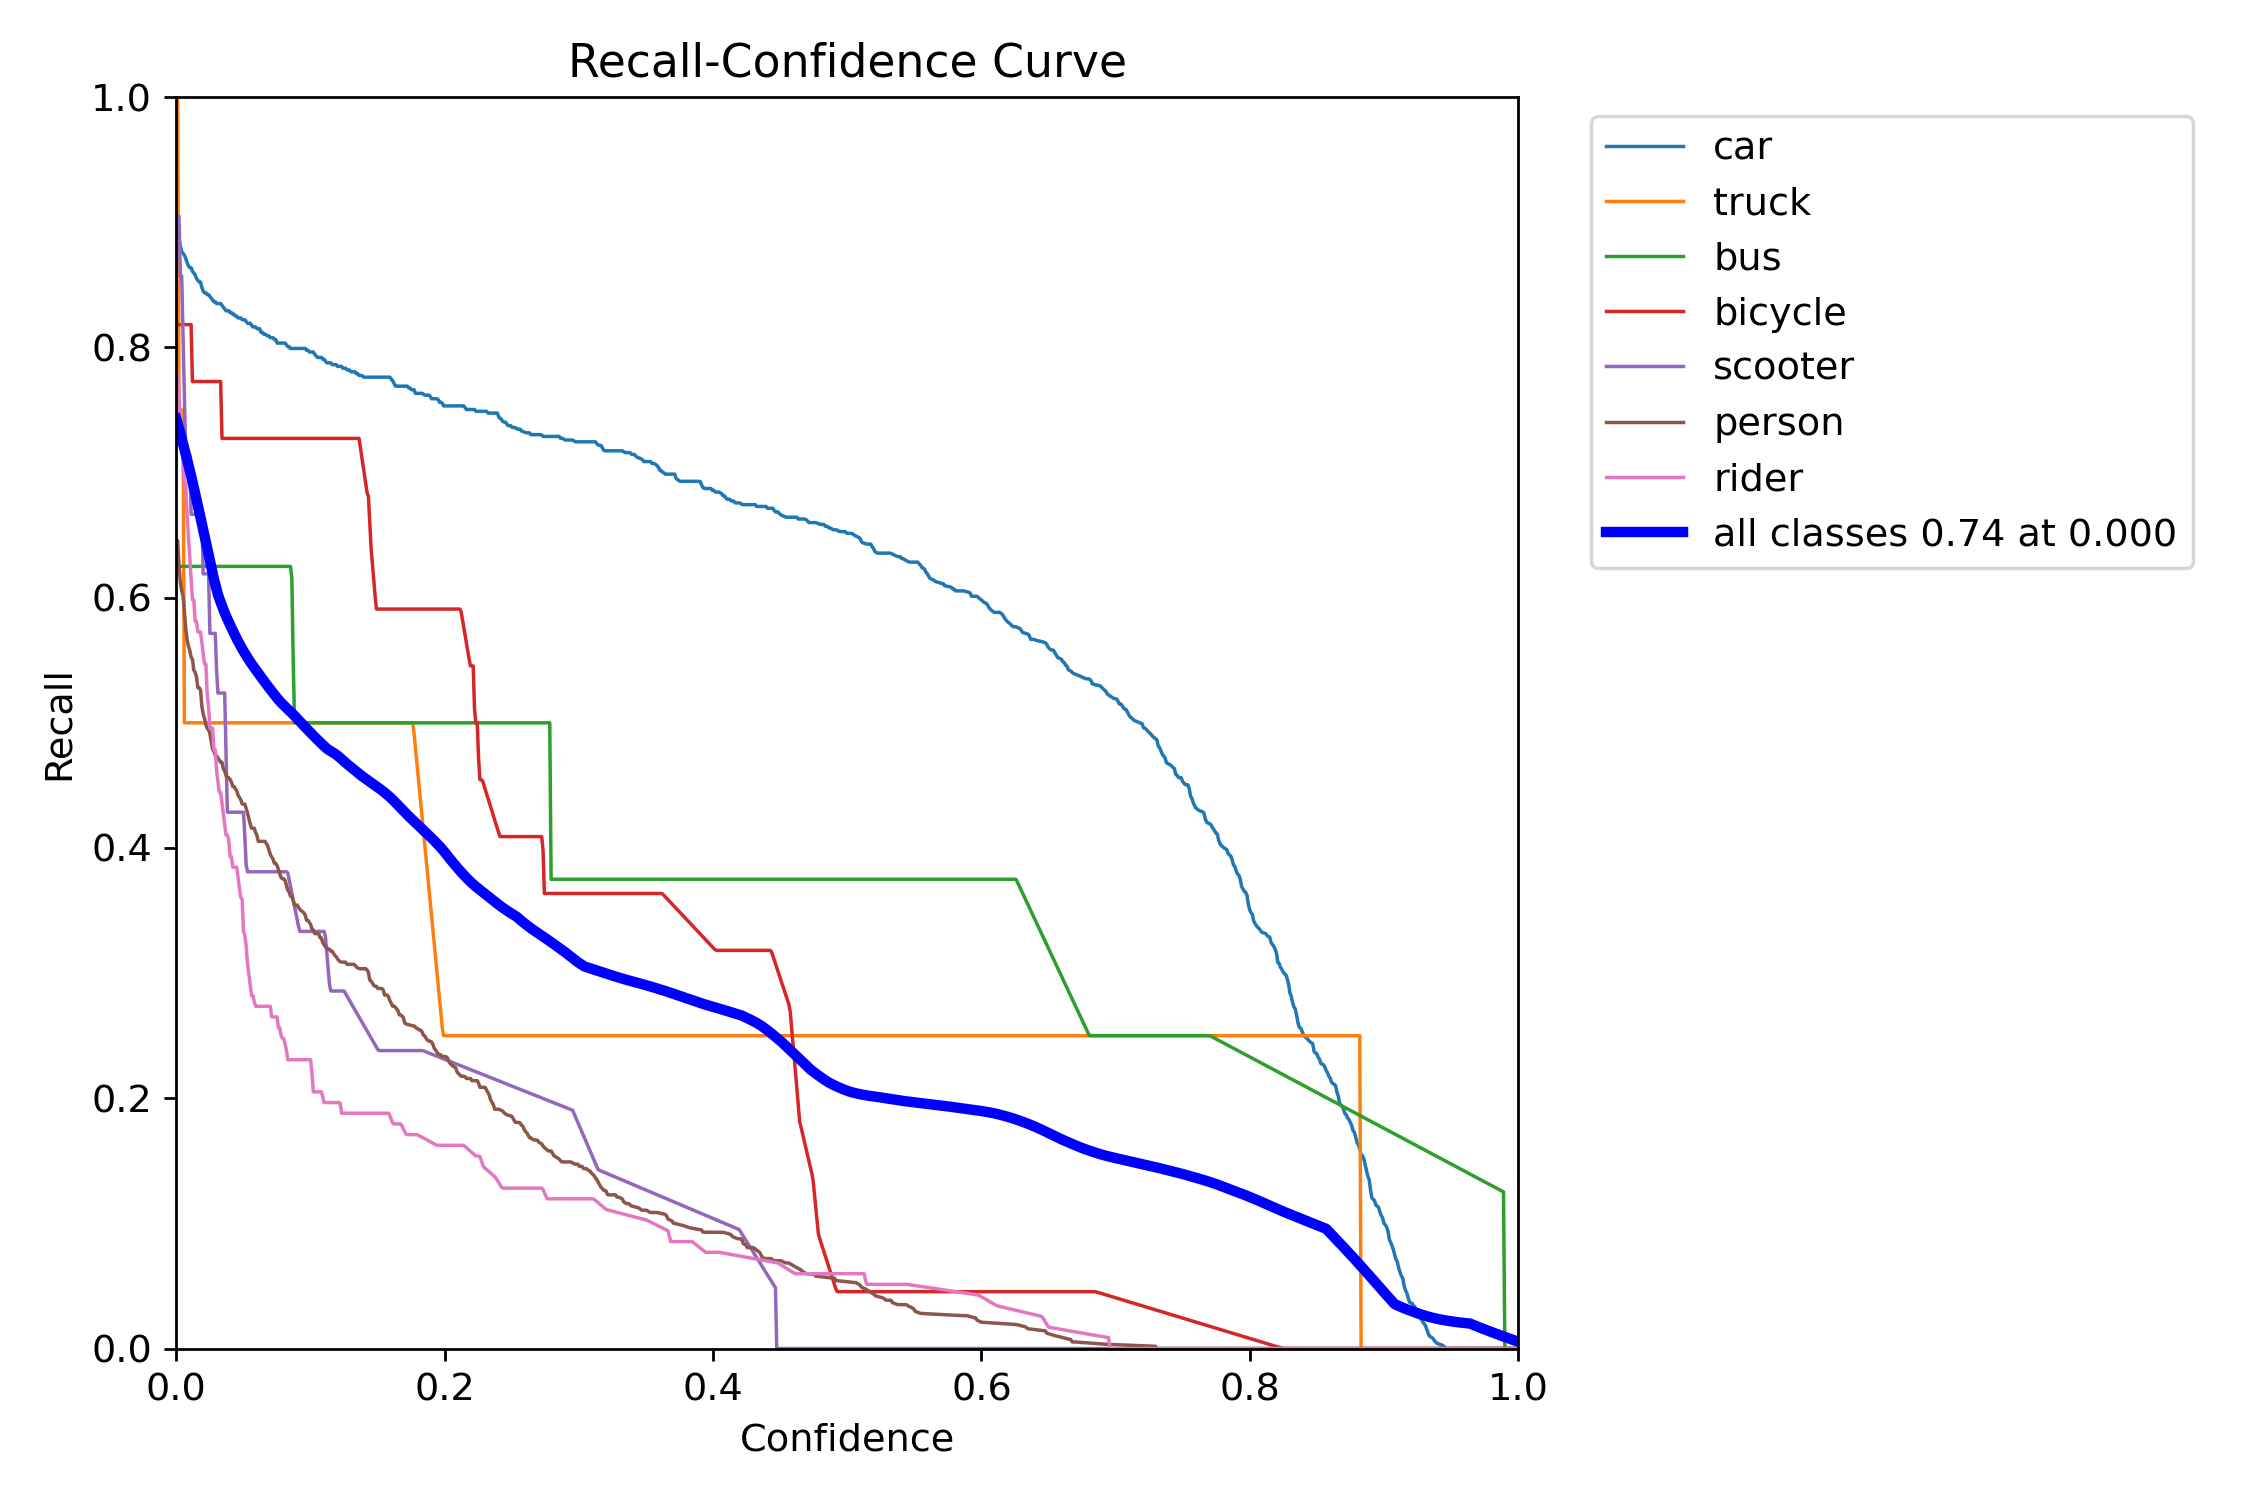 Recall-Confidence Curve
1.0
0.8
0.6
0.4
0.2
0.0
Recall
0.0 0.2 0.4 0.6 0.8 1.0
Confidence
car
truck
bus
bicycle
scooter
person
rider
all classes 0.74 at 0.000